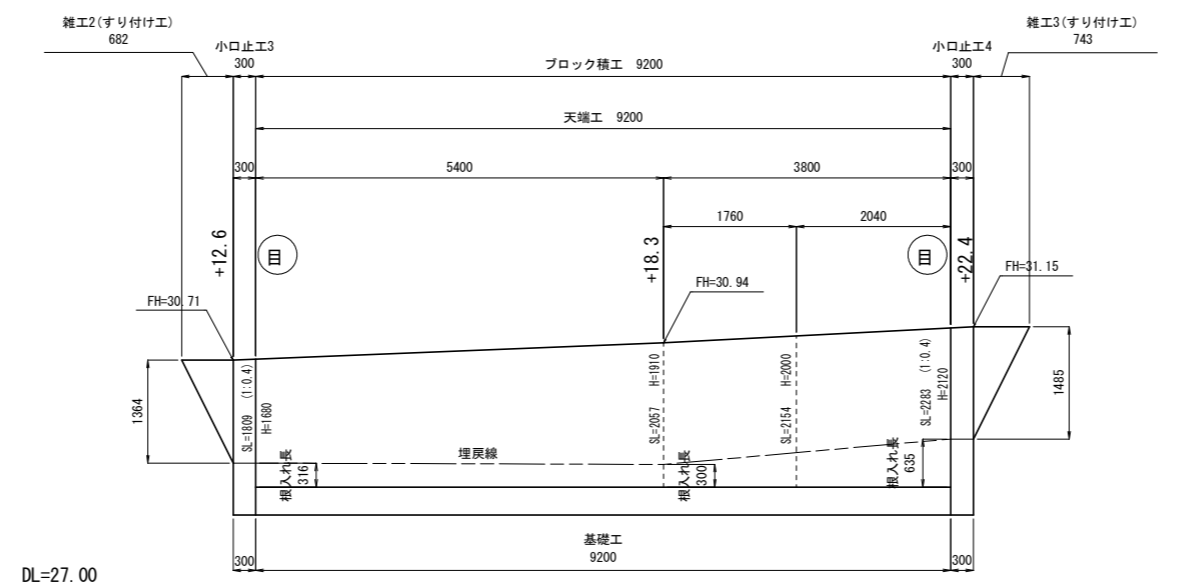 雑工2(すり付け工)
682
小口止工3
300
ブロック積工 9200
小口止工4
300
雑工3(すり付け工)
743
天端工 9200
300
5400
3800
300
1760
2040
+12.6
目
+18.3
目
+22.4
FH=30.71
FH=30.94
FH=31.15
1364
SL=1809 (1:0.4)
H=1680
SL=2057 H=1910
SL=2154 H=2000
SL=2283 (1:0.4)
H=2120
1485
埋戻線
根入れ長
316
根入れ長
300
根入れ長
635
基礎工
9200
300
300
DL=27.00